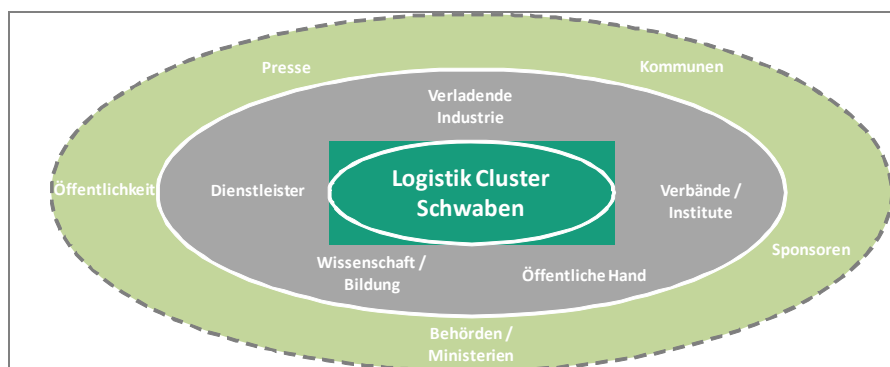 Presse
Kommunen
Verladende
Industrie
Öffentlichkeit
Dienstleister
Logistik Cluster
Schwaben
Verbände /
Institute
Sponsoren
Wissenschaft /
Bildung
Öffentliche Hand
Behörden /
Ministerien